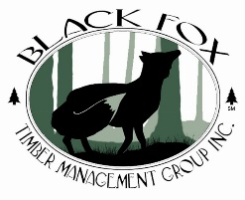 BLACK FOX
TIMBER MANAGEMENT GROUP INC.
SM